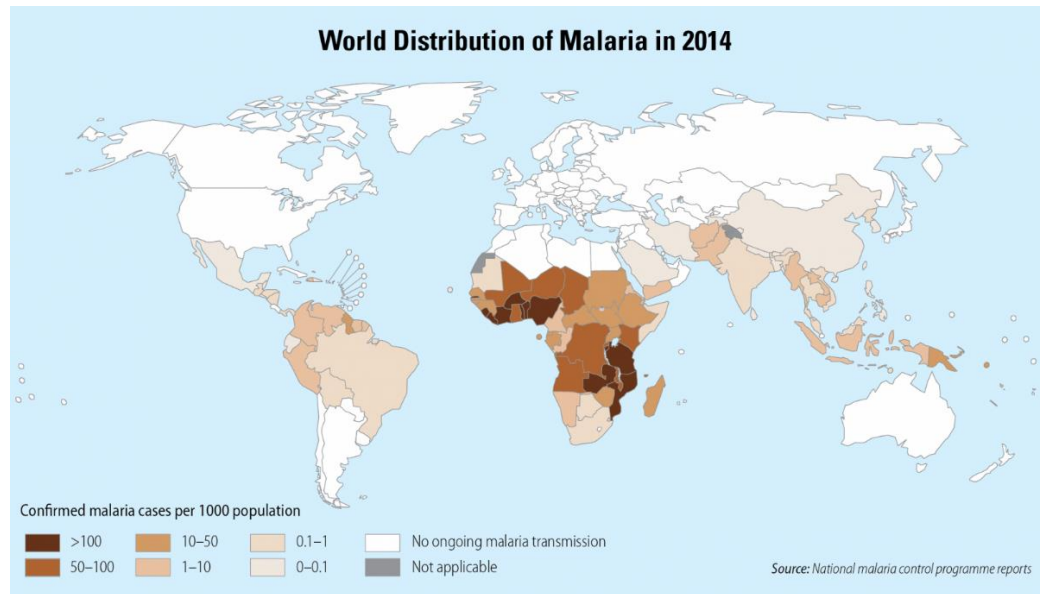 World Distribution of Malaria in 2014
Confirmed malaria cases per 1000 population
>100 10–50 0.1–1 No ongoing malaria transmission
50–100 1–10 0–0.1 Not applicable
Source: National malaria control programme reports